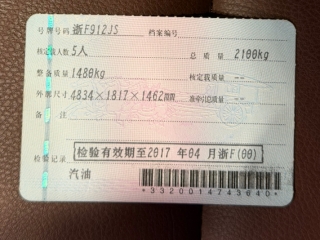 号牌号码 浙F912JS 档案编号
核定载人数 5人 总质量 2100kg
整备质量 1480kg 核定载质量 --
外廓尺寸 4834×1817×1462mm 准牵引总质量 --
备注
检验记录 检验有效期至2017年04月浙F(00)
汽油
*3320014743640*